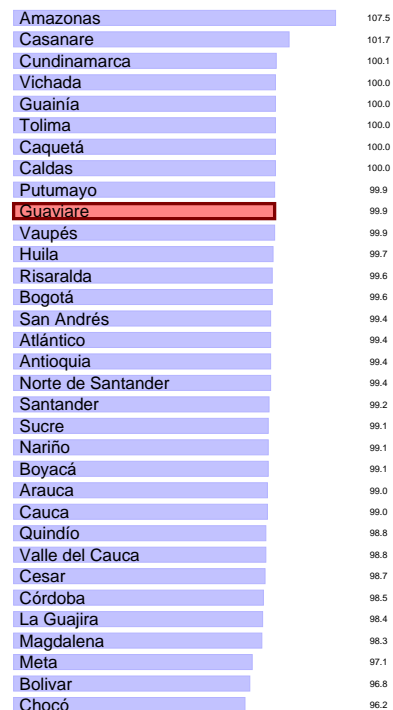 Amazonas 107.5
Casanare 101.7
Cundinamarca 100.1
Vichada 100.0
Guainía 100.0
Tolima 100.0
Caquetá 100.0
Caldas 100.0
Putumayo 99.9
Guaviare 99.9
Vaupés 99.9
Huila 99.7
Risaralda 99.6
Bogotá 99.6
San Andrés 99.4
Atlántico 99.4
Antioquia 99.4
Norte de Santander 99.4
Santander 99.2
Sucre 99.1
Nariño 99.1
Boyacá 99.1
Arauca 99.0
Cauca 99.0
Quindío 98.8
Valle del Cauca 98.8
Cesar 98.7
Córdoba 98.5
La Guajira 98.4
Magdalena 98.3
Meta 97.1
Bolivar 96.8
Chocó 96.2